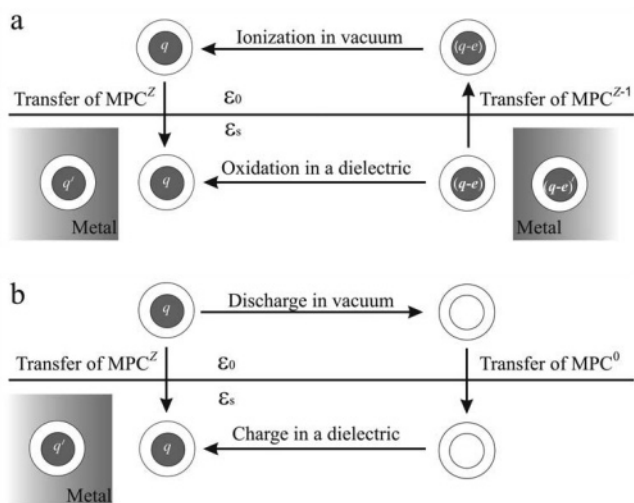 a
q
Ionization in vacuum
(q-e)
Transfer of MPC^Z
ε₀
Transfer of MPC^{Z-1}
εₛ
q'
Metal
q
Oxidation in a dielectric
(q-e)
(q-e)'
Metal
b
q
Discharge in vacuum
Transfer of MPC^Z
ε₀
Transfer of MPC^0
εₛ
q'
Metal
q
Charge in a dielectric